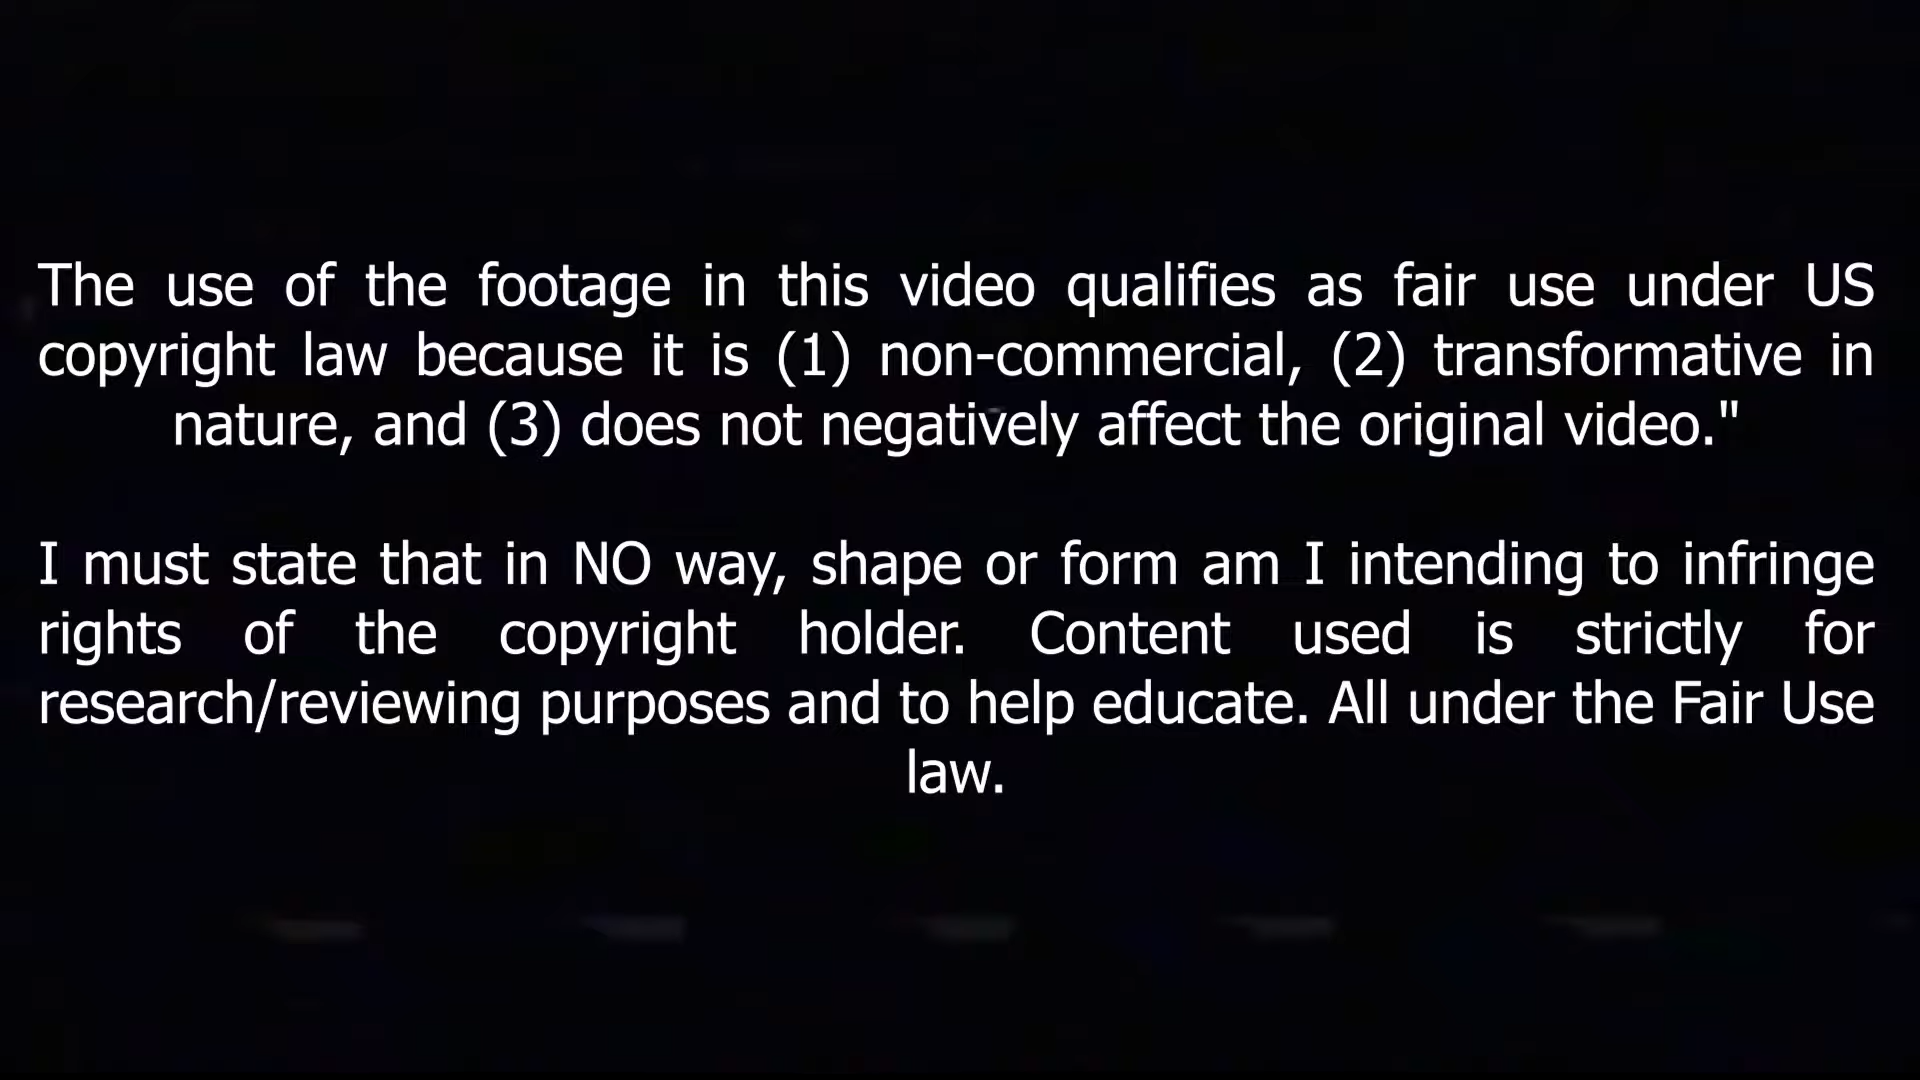 The use of the footage in this video qualifies as fair use under US
copyright law because it is (1) non-commercial, (2) transformative in
nature, and (3) does not negatively affect the original video."
I must state that in NO way, shape or form am I intending to infringe
rights of the copyright holder. Content used is strictly for
research/reviewing purposes and to help educate. All under the Fair Use
law.